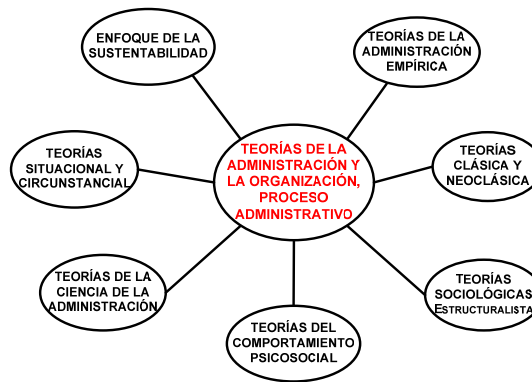 ENFOQUE DE LA
SUSTENTABILIDAD
TEORÍAS DE LA
ADMINISTRACIÓN
EMPÍRICA
TEORÍAS DE LA
ADMINISTRACIÓN Y
LA ORGANIZACIÓN,
PROCESO
ADMINISTRATIVO
TEORÍAS
SITUACIONAL Y
CIRCUNSTANCIAL
TEORÍAS
CLÁSICA Y
NEOCLÁSICA
TEORÍAS DE LA
CIENCIA DE LA
ADMINISTRACIÓN
TEORÍAS
SOCIOLÓGICAS
ESTRUCTURALISTA
TEORÍAS DEL
COMPORTAMIENTO
PSICOSOCIAL